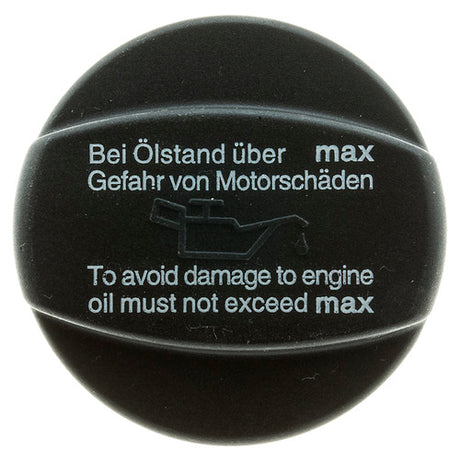 Bei Ölstand über max
Gefahr von Motorschäden
To avoid damage to engine
oil must not exceed max